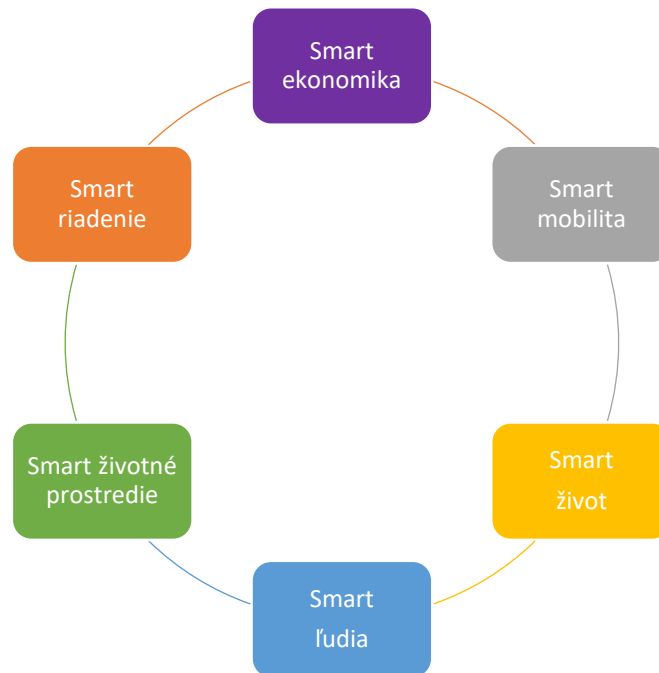 Smart
ekonomika
Smart
mobilita
Smart
život
Smart
ľudia
Smart životné
prostredie
Smart
riadenie